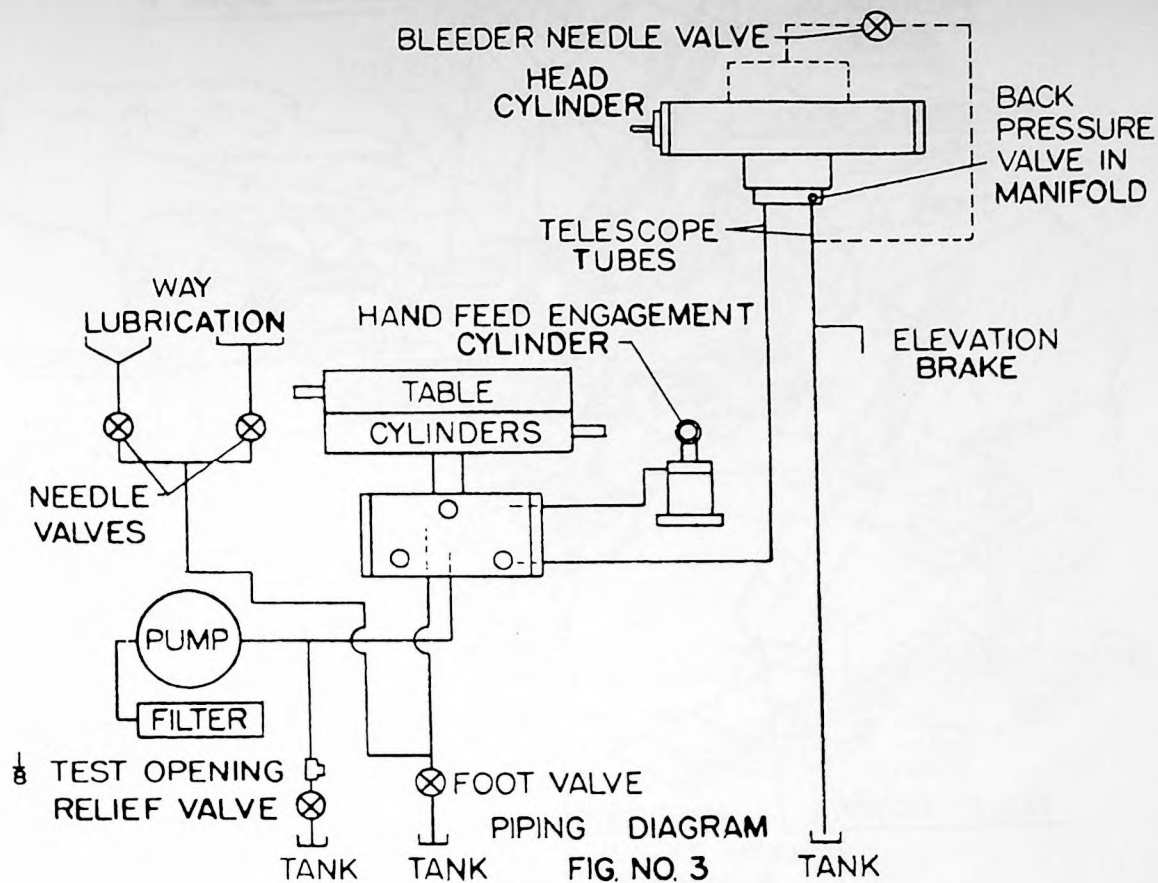 BLEEDER NEEDLE VALVE
HEAD
CYLINDER
BACK
PRESSURE
VALVE IN
MANIFOLD
TELESCOPE
TUBES
WAY
LUBRICATION
HAND FEED ENGAGEMENT
CYLINDER
ELEVATION
BRAKE
TABLE
CYLINDERS
NEEDLE
VALVES
PUMP
FILTER
1/8 TEST OPENING
RELIEF VALVE
FOOT VALVE
TANK
TANK
TANK
PIPING DIAGRAM
FIG. NO. 3